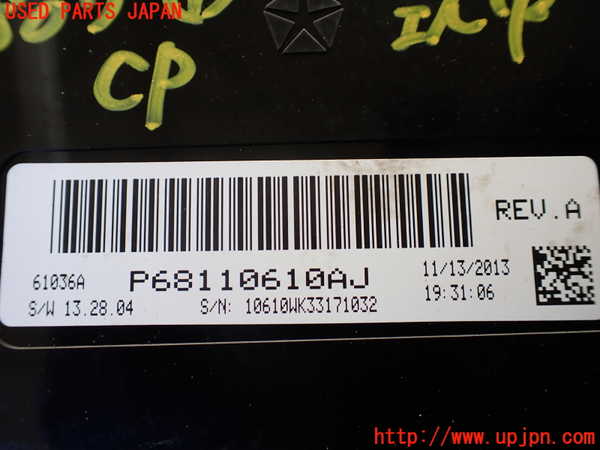 USED PARTS JAPAN
CP
REV.A
61036A
P68110610AJ
11/13/2013
S/W 13.28.04
S/N: 10610WK33171032
19:31:06
http://www.upjpn.com/